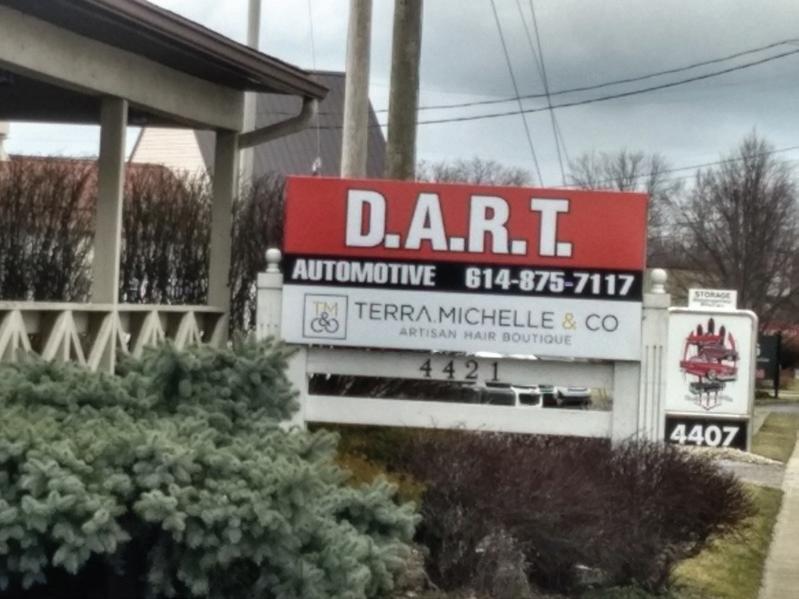 D.A.R.T.
AUTOMOTIVE 614-875-7117
TM
&CO
TERRA MICHELLE & CO
ARTISAN HAIR BOUTIQUE
4421
STORAGE
4407